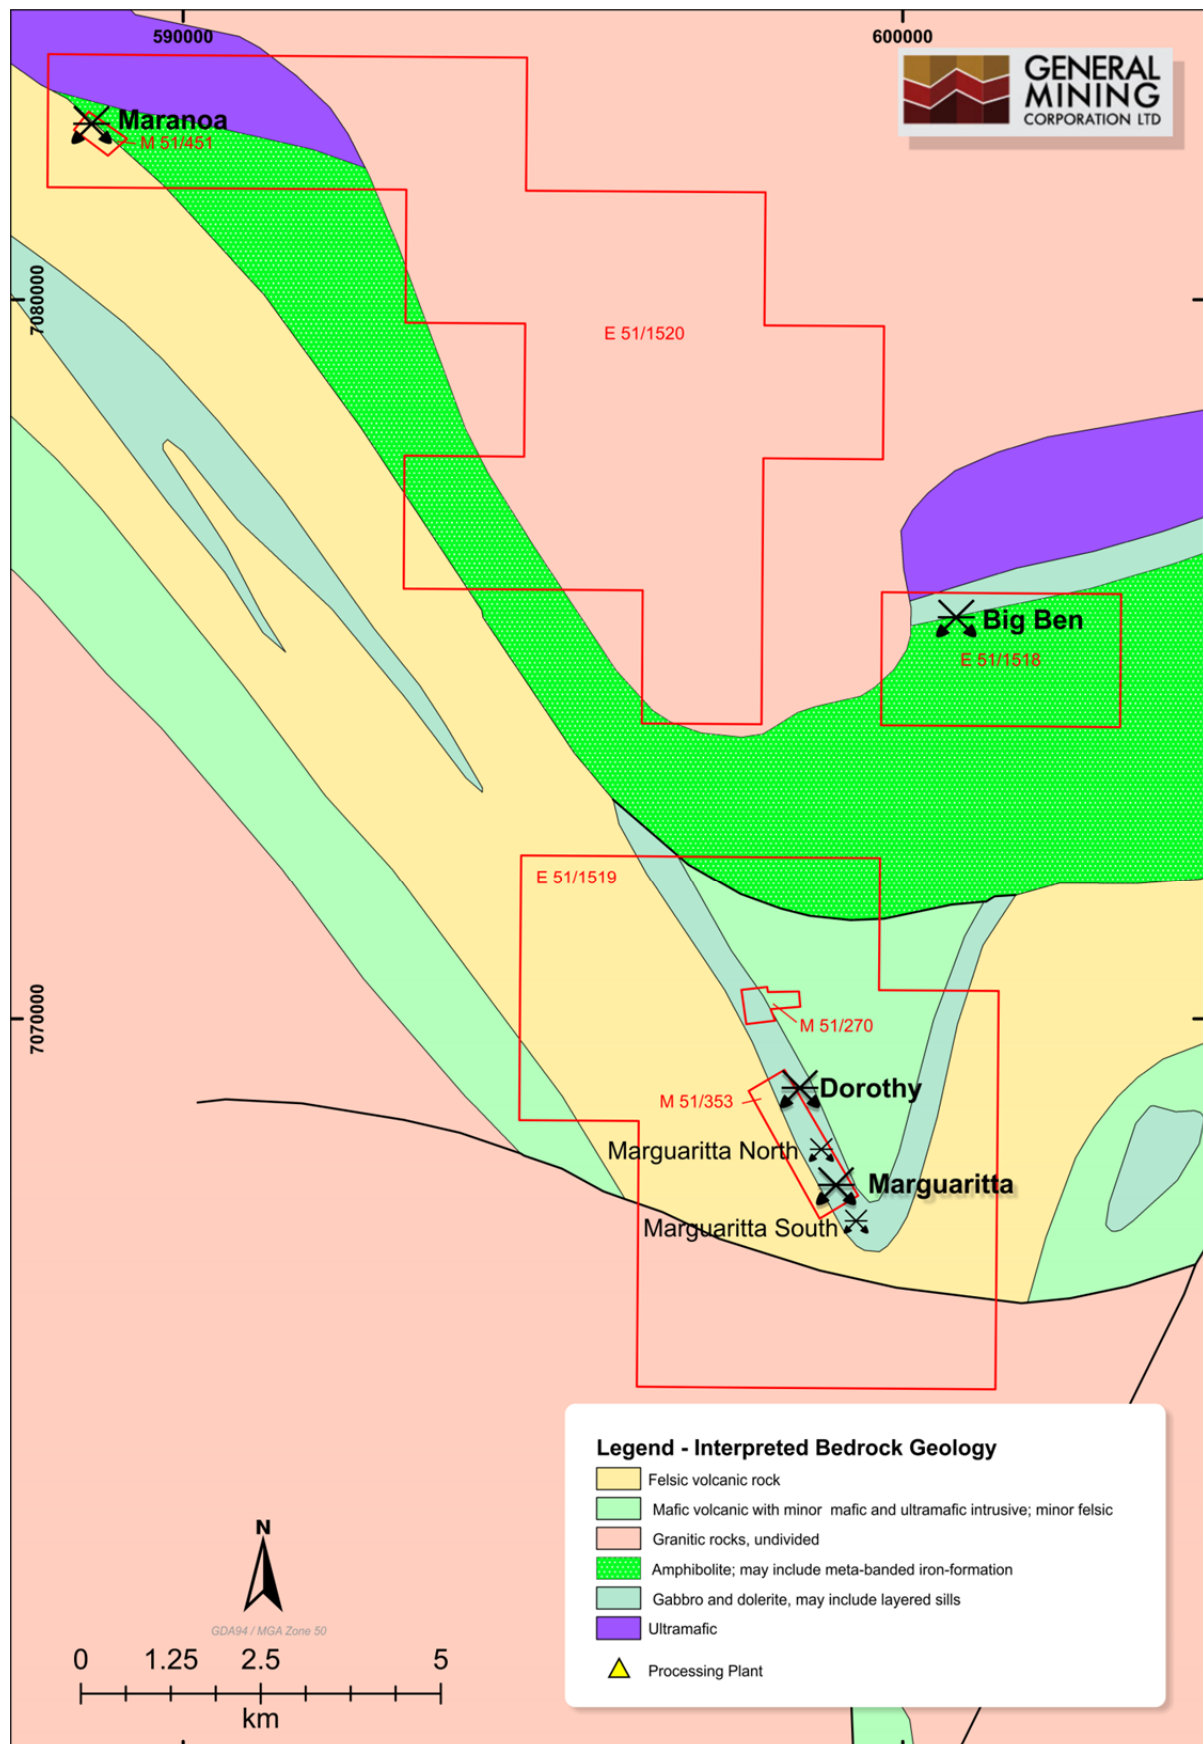 590000
600000
GENERAL
MINING
CORPORATION LTD
Maranoa
M 51/451
7080000
E 51/1520
Big Ben
E 51/1518
E 51/1519
7070000
M 51/270
Dorothy
M 51/353
Marguaritta North
Marguaritta
Marguaritta South
Legend - Interpreted Bedrock Geology
Felsic volcanic rock
Mafic volcanic with minor mafic and ultramafic intrusive; minor felsic
Granitic rocks, undivided
Amphibolite; may include meta-banded iron-formation
Gabbro and dolerite, may include layered sills
Ultramafic
Processing Plant
N
GDA94 / MGA Zone 50
0 1.25 2.5 5
km